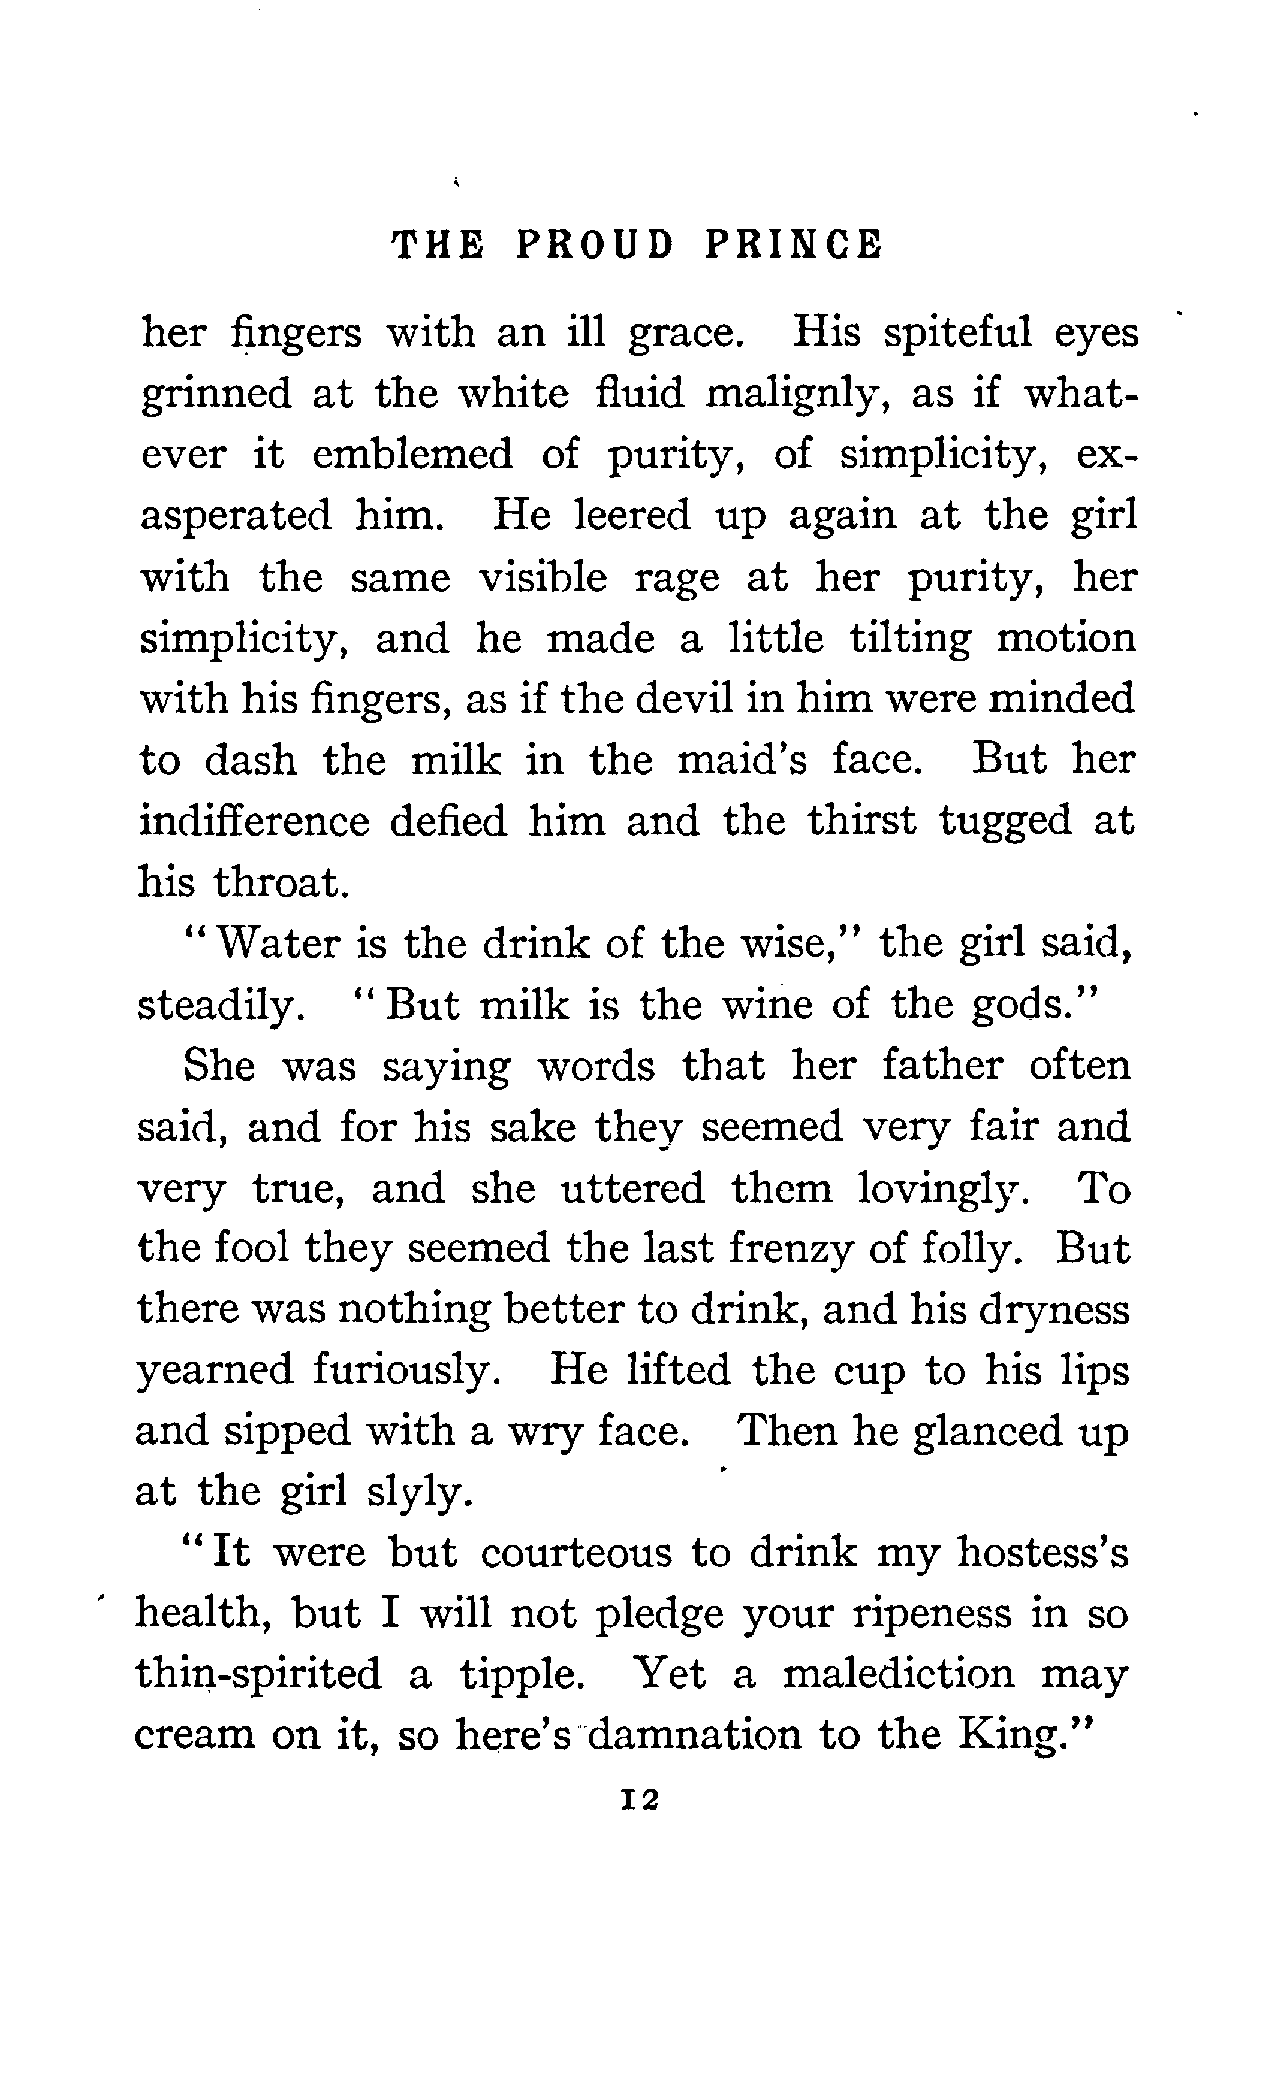 THE PROUD PRINCE
her fingers with an ill grace. His spiteful eyes
grinned at the white fluid malignly, as if what-
ever it emblemed of purity, of simplicity, ex-
asperated him. He leered up again at the girl
with the same visible rage at her purity, her
simplicity, and he made a little tilting motion
with his fingers, as if the devil in him were minded
to dash the milk in the maid's face. But her
indifference defied him and the thirst tugged at
his throat.
"Water is the drink of the wise," the girl said,
steadily. "But milk is the wine of the gods."
She was saying words that her father often
said, and for his sake they seemed very fair and
very true, and she uttered them lovingly. To
the fool they seemed the last frenzy of folly. But
there was nothing better to drink, and his dryness
yearned furiously. He lifted the cup to his lips
and sipped with a wry face. Then he glanced up
at the girl slyly.
"It were but courteous to drink my hostess's
health, but I will not pledge your ripeness in so
thin-spirited a tipple. Yet a malediction may
cream on it, so here's damnation to the King."
12